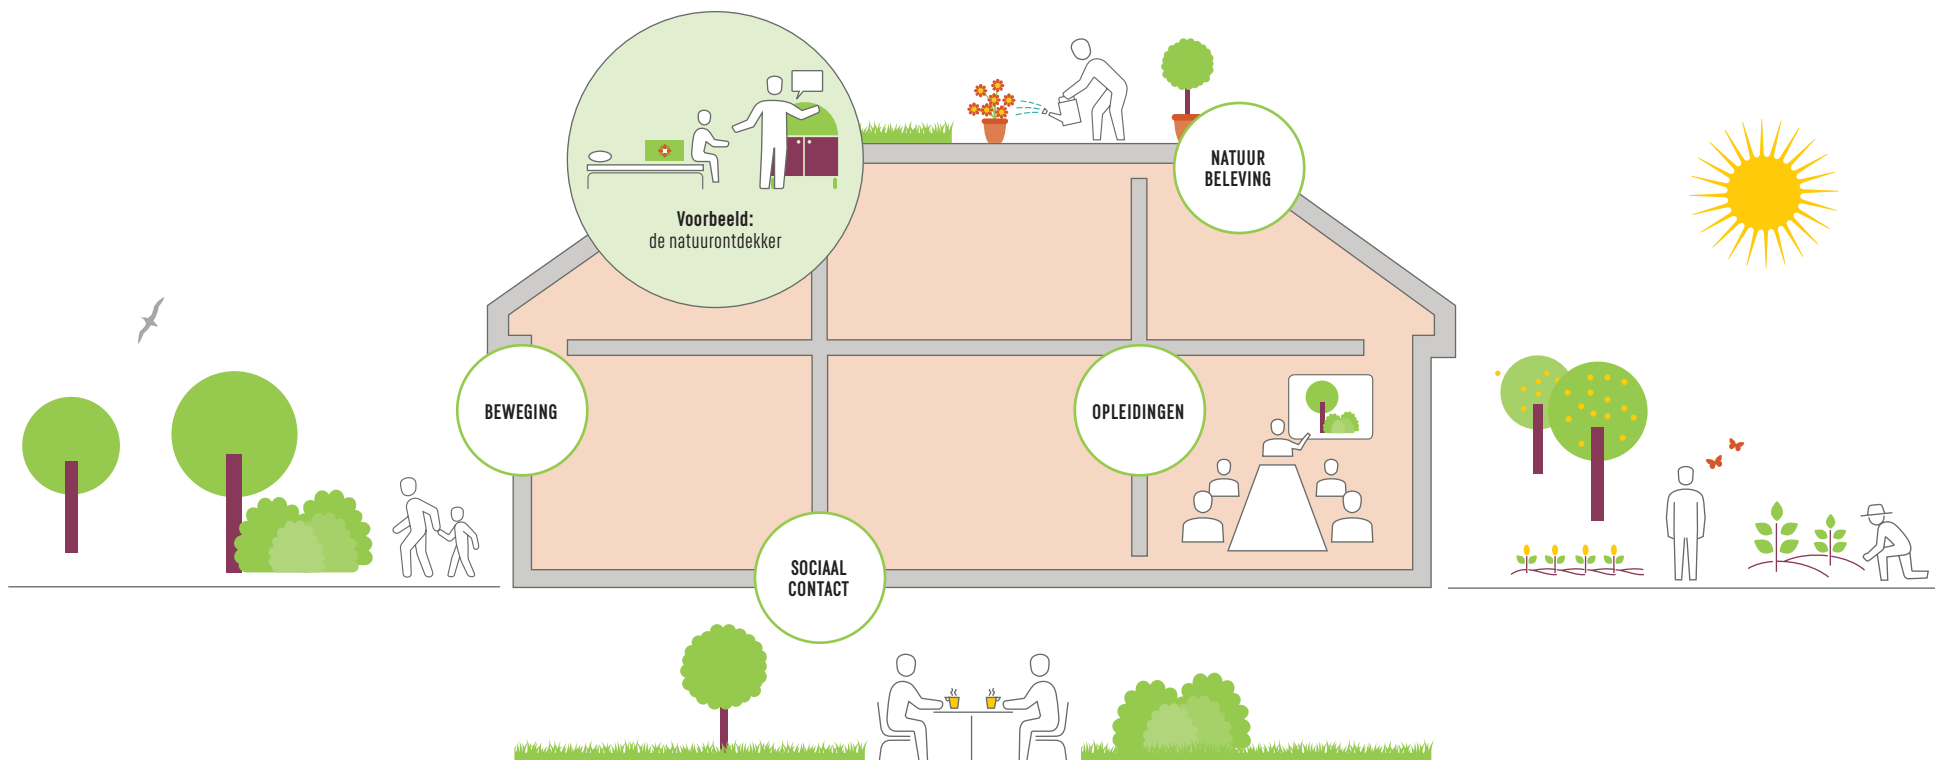 Voorbeeld:
de natuurontdekker
NATUUR
BELEVING
BEWEGING
OPLEIDINGEN
SOCIAAL
CONTACT